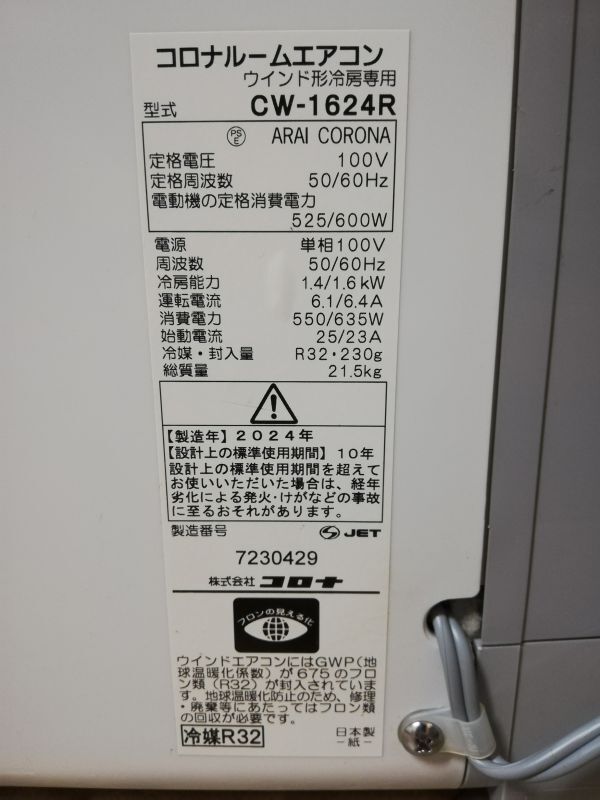 コロナルームエアコン
ウインド形冷房専用
型式 CW-1624R
PSE ARAI CORONA
定格電圧 100V
定格周波数 50/60Hz
電動機の定格消費電力
525/600W
電源 単相100V
周波数 50/60Hz
冷房能力 1.4/1.6kW
運転電流 6.1/6.4A
消費電力 550/635W
始動電流 25/23A
冷媒・封入量 R32・230g
総質量 21.5kg
【製造年】2024年
【設計上の標準使用期間】10年
設計上の標準使用期間を超えて
お使いいただいた場合は、経年
劣化による発火・けがなどの事故
に至るおそれがあります。
製造番号 JET
7230429
株式会社 コロナ
フロンの見える化
ウインドエアコンにはGWP(地
球温暖化係数)が675のフロ
ン類(R32)が封入されていま
す。地球温暖化防止のため、修理
・廃棄等にあたってはフロン類
の回収が必要です。
冷媒R32 日本製
-紙-